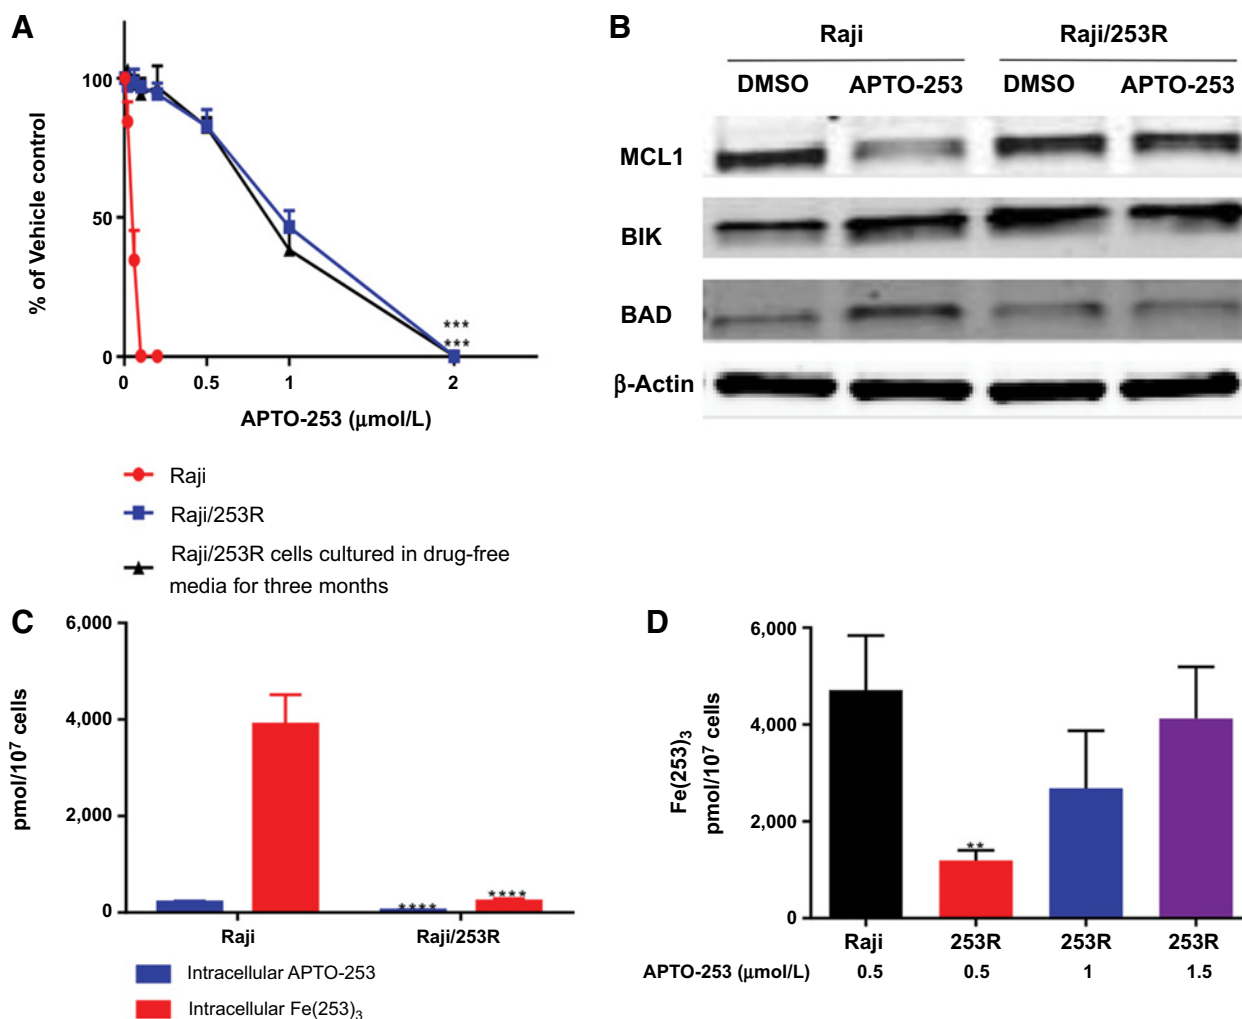 A
100
50
0
% of Vehicle control
***
***
0
0.5
1
2
APTO-253 (μmol/L)
Raji
Raji/253R
Raji/253R cells cultured in drug-free
media for three months
B
Raji
Raji/253R
DMSO
APTO-253
DMSO
APTO-253
MCL1
BIK
BAD
β-Actin
C
6,000
4,000
2,000
0
pmol/10⁷ cells
****
****
Raji
Raji/253R
Intracellular APTO-253
Intracellular Fe(253)₃
D
6,000
4,000
2,000
0
Fe(253)₃
pmol/10⁷ cells
**
Raji
253R
253R
253R
APTO-253 (μmol/L)
0.5
0.5
1
1.5